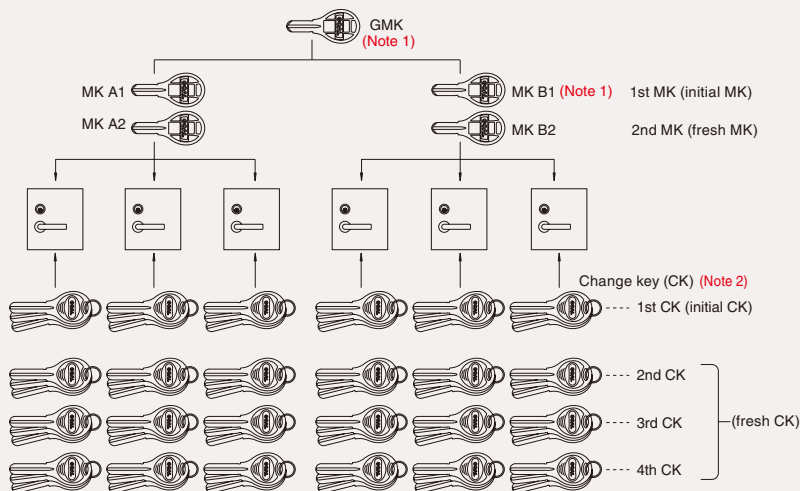 GMK
(Note 1)
MK A1
MK B1 (Note 1) 1st MK (initial MK)
MK A2
MK B2 2nd MK (fresh MK)
Change key (CK) (Note 2)
1st CK (initial CK)
2nd CK
3rd CK
(fresh CK)
4th CK